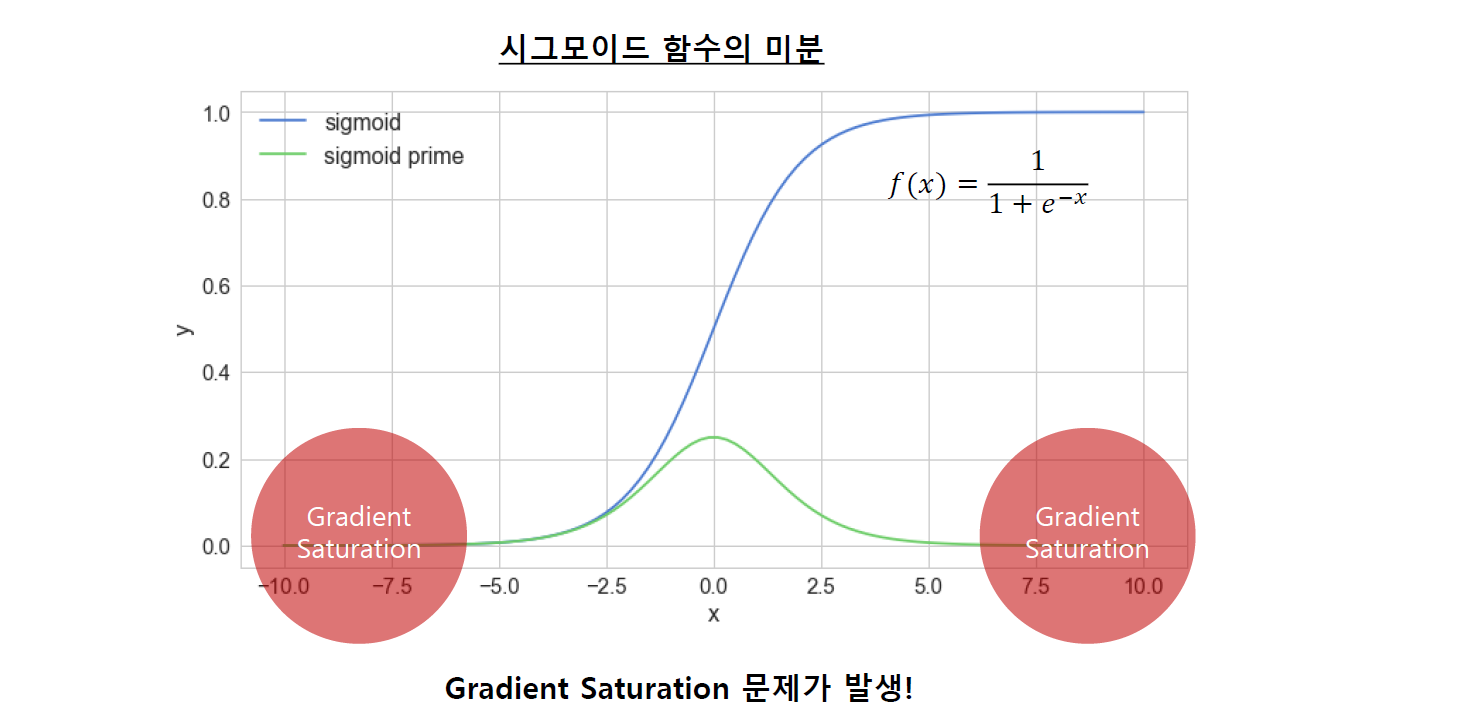 시그모이드 함수의 미분
sigmoid
sigmoid prime
f(x) = 1 / (1 + e^{-x})
1.0
0.8
0.6
0.4
0.2
0.0
y
Gradient
Saturation
Gradient
Saturation
−10.0 −7.5 −5.0 −2.5 0.0 2.5 5.0 7.5 10.0
x
Gradient Saturation 문제가 발생!